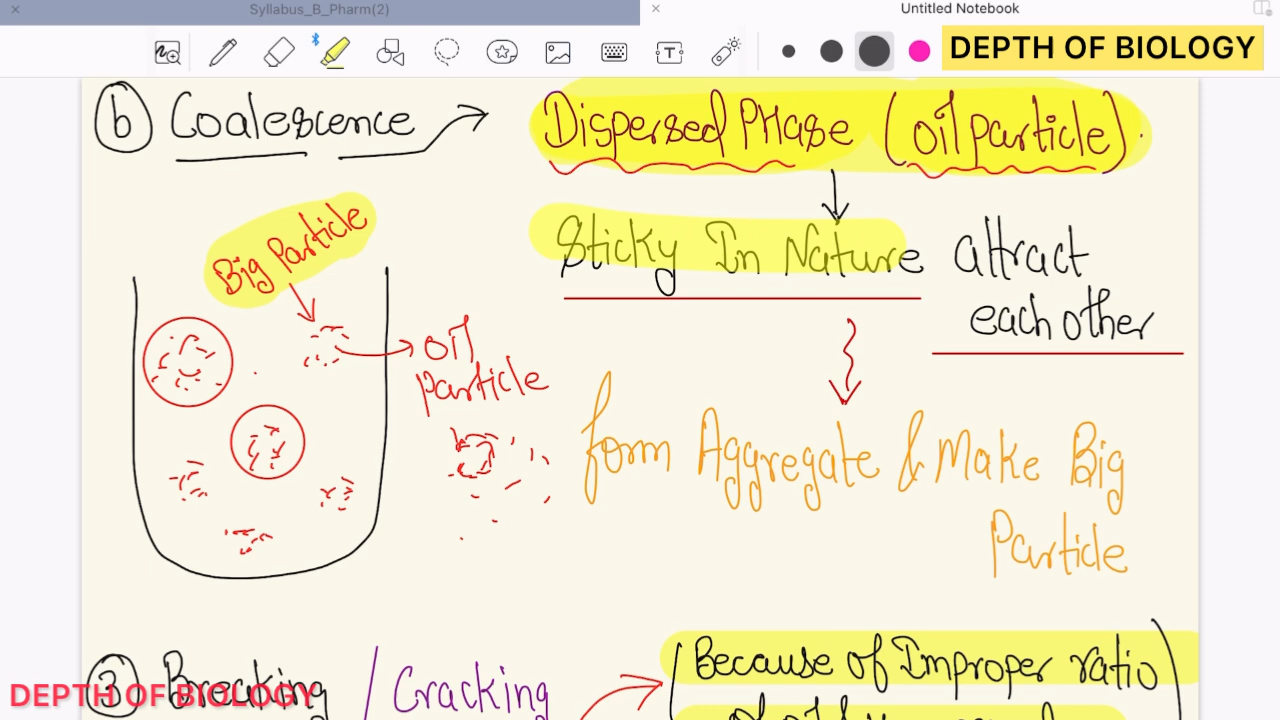 Syllabus_B_Pharm(2)
Untitled Notebook
DEPTH OF BIOLOGY
(b) Coalescence
Dispersed PHase (oil particle).
Sticky In Nature attract
each other
Big Particle
oil
particle
form Aggregate & Make Big
Particle
(3) Breaking / Cracking
(Because of Improper ratio
DEPTH OF BIOLOGY